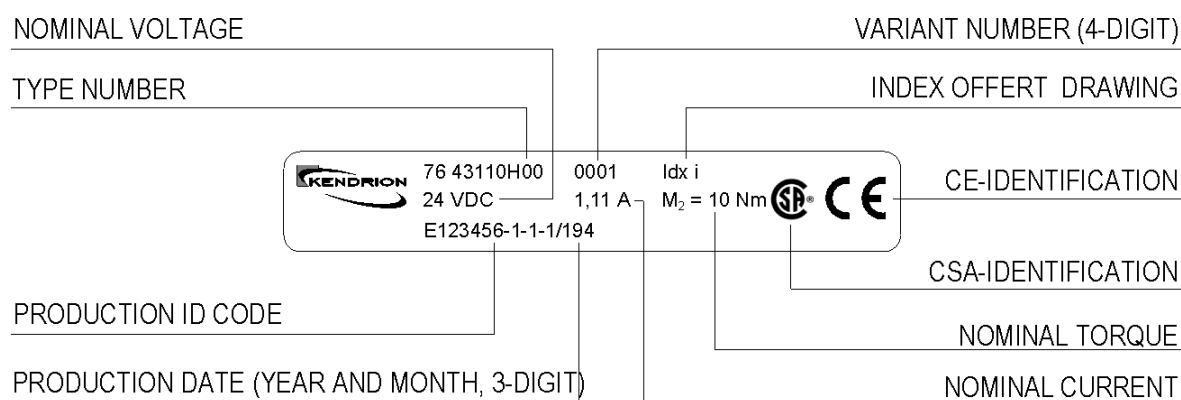 NOMINAL VOLTAGE
VARIANT NUMBER (4-DIGIT)
TYPE NUMBER
INDEX OFFERT DRAWING
KENDRION
76 43110H00 0001 Idx i
24 VDC 1,11 A M₂ = 10 Nm
E123456-1-1-1/194
SA®
CE
CE-IDENTIFICATION
CSA-IDENTIFICATION
PRODUCTION ID CODE
NOMINAL TORQUE
PRODUCTION DATE (YEAR AND MONTH, 3-DIGIT)
NOMINAL CURRENT